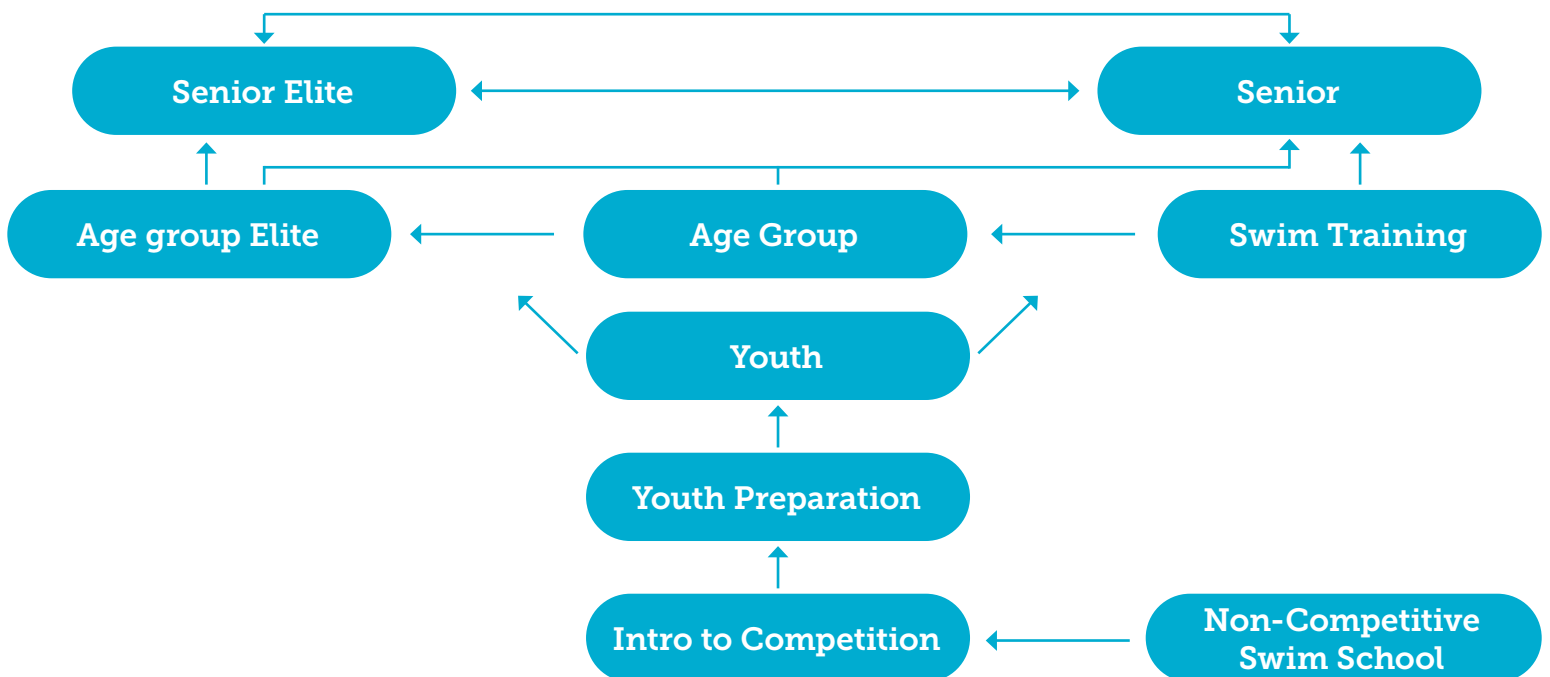 Senior Elite
Senior
Age group Elite
Age Group
Swim Training
Youth
Youth Preparation
Intro to Competition
Non-Competitive
Swim School